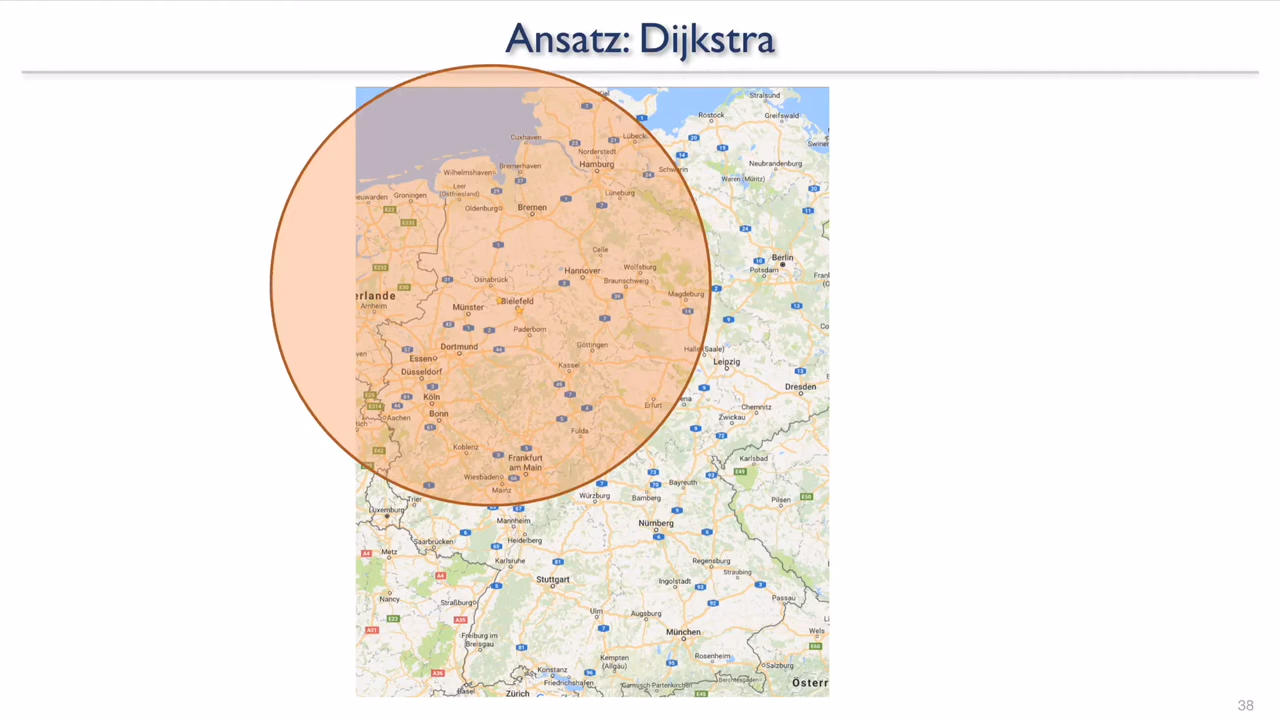 Ansatz: Dijkstra
Kiel
Stralsund
Rostock
Greifswald
Cuxhaven
Lübeck
Norderstedt
Hamburg
Schwerin
Neubrandenburg
Waren (Müritz)
Wilhelmshaven
Bremerhaven
Leer
(Ostfriesland)
Groningen
Lüneburg
Oldenburg
Bremen
Celle
Berlin
Potsdam
Hannover
Wolfsburg
Braunschweig
Osnabrück
Magdeburg
erlande
Arnheim
Bielefeld
Münster
Paderborn
Dortmund
Göttingen
Halle (Saale)
Leipzig
Essen
Kassel
Düsseldorf
Dresden
Köln
Erfurt
Chemnitz
Bonn
Aachen
Zwickau
Fulda
Koblenz
Karlsbad
Frankfurt
am Main
Wiesbaden
Bayreuth
Mainz
Trier
Würzburg
Bamberg
Pilsen
Luxemburg
Mannheim
Nürnberg
Heidelberg
Saarbrücken
Metz
Karlsruhe
Regensburg
Straubing
Stuttgart
Ingolstadt
Nancy
Straßburg
Passau
Ulm
Augsburg
München
Wels
Freiburg im
Breisgau
Kempten
(Allgäu)
Rosenheim
Salzburg
Konstanz
Friedrichshafen
Garmisch-Partenkirchen
Berchtesgaden
Österr
Basel
Zürich
38